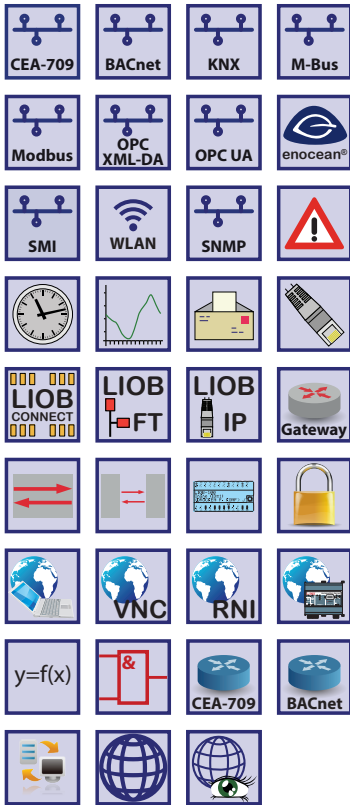 CEA-709
BACnet
KNX
M-Bus
Modbus
OPC
XML-DA
OPC UA
enocean®
SMI
WLAN
SNMP
!
LIOB
CONNECT
LIOB
FT
LIOB
IP
Gateway
VNC
RNI
y=f(x)
&
CEA-709
BACnet